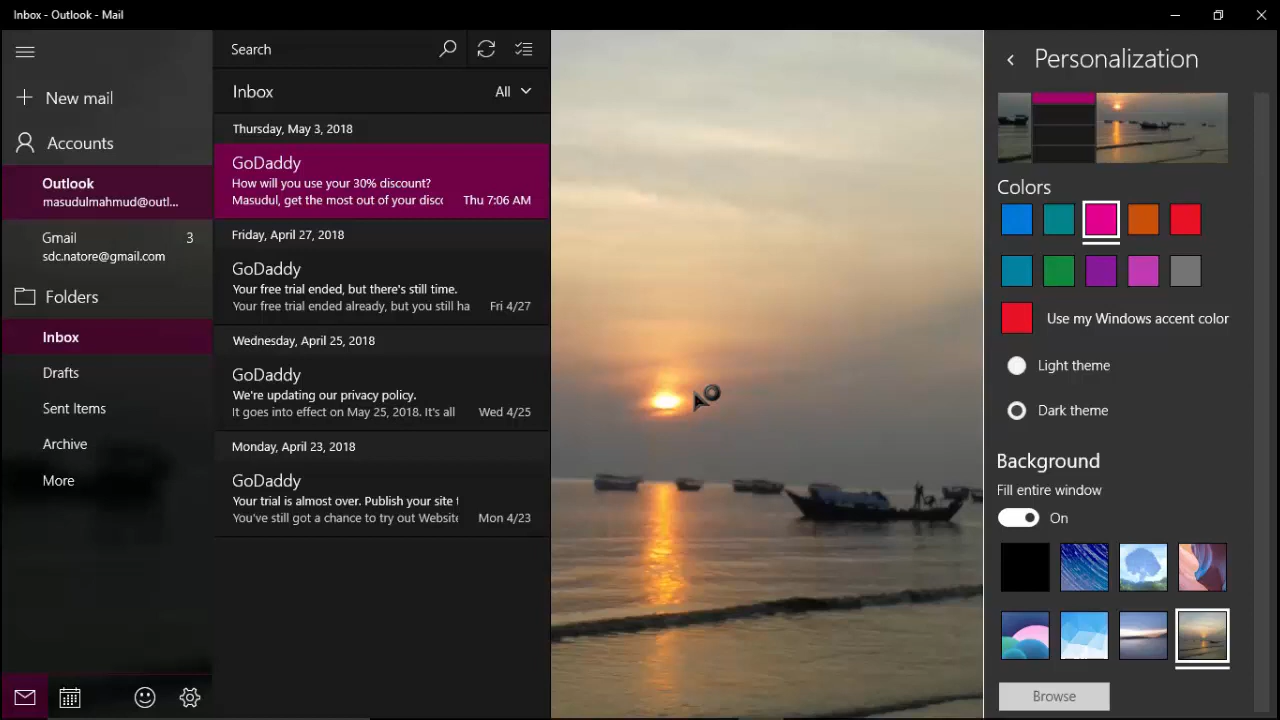 Inbox - Outlook - Mail
New mail
Accounts
Outlook
masudulmahmud@outl...
Gmail 3
sdc.natore@gmail.com
Folders
Inbox
Drafts
Sent Items
Archive
More
Search
Inbox All
Thursday, May 3, 2018
GoDaddy
How will you use your 30% discount?
Masudul, get the most out of your disc Thu 7:06 AM
Friday, April 27, 2018
GoDaddy
Your free trial ended, but there's still time.
Your free trial ended already, but you still ha Fri 4/27
Wednesday, April 25, 2018
GoDaddy
We're updating our privacy policy.
It goes into effect on May 25, 2018. It's all Wed 4/25
Monday, April 23, 2018
GoDaddy
Your trial is almost over. Publish your site
You've still got a chance to try out Website Mon 4/23
Personalization
Colors
Use my Windows accent color
Light theme
Dark theme
Background
Fill entire window
On
Browse